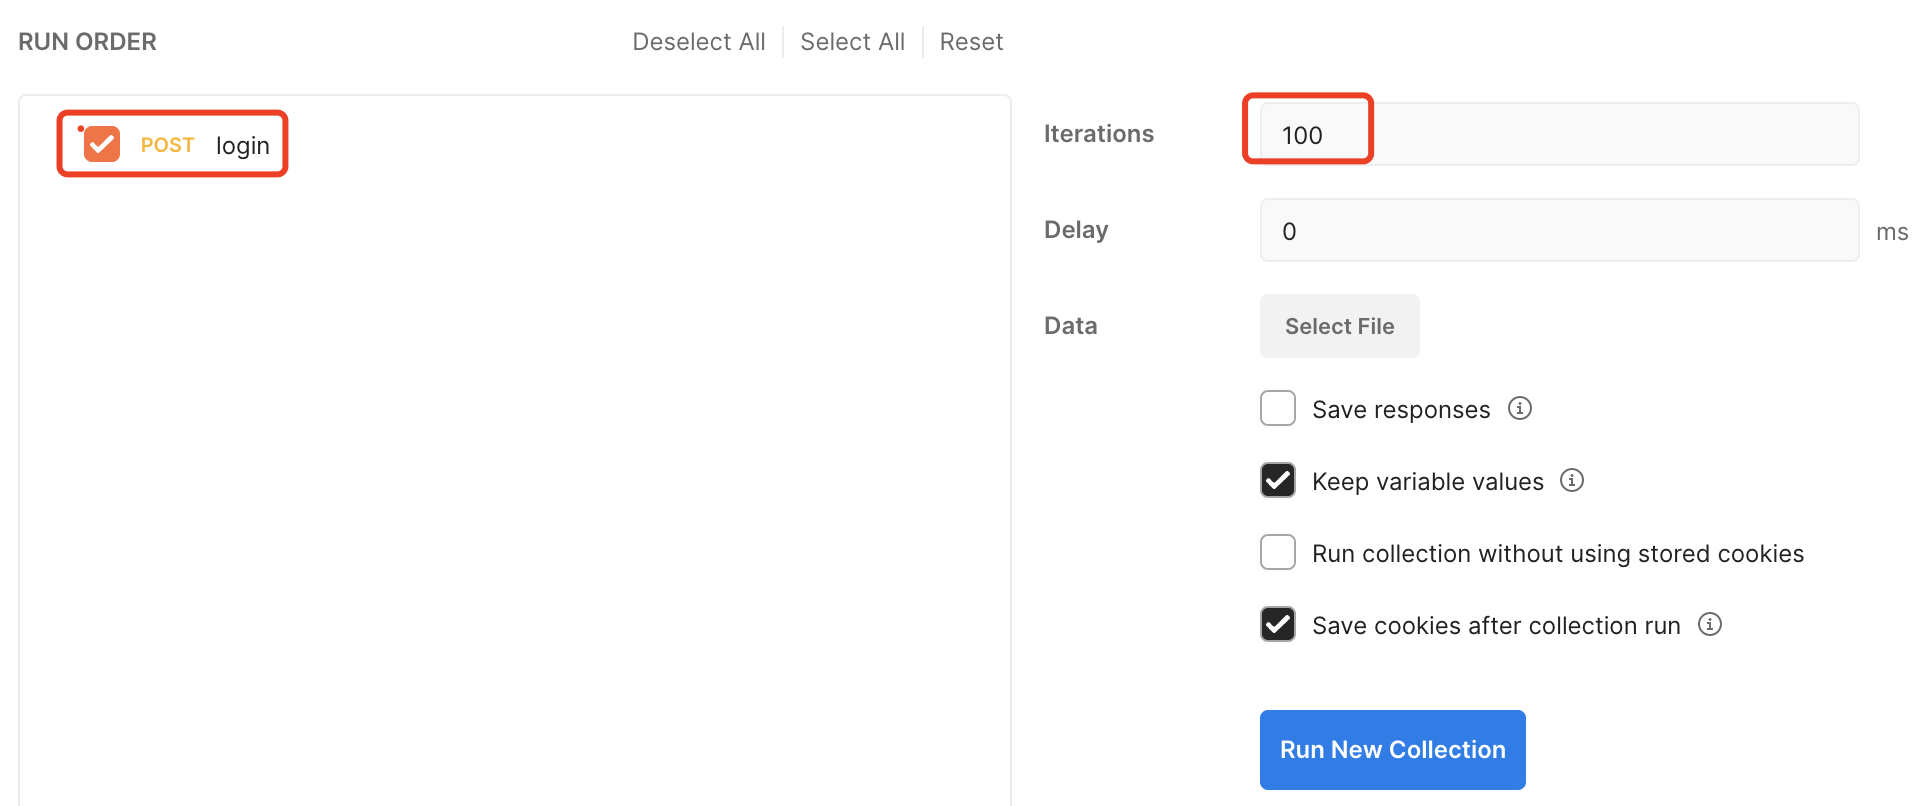 RUN ORDER
Deselect All
Select All
Reset
POST login
Iterations
100
Delay
0
ms
Data
Select File
Save responses
Keep variable values
Run collection without using stored cookies
Save cookies after collection run
Run New Collection